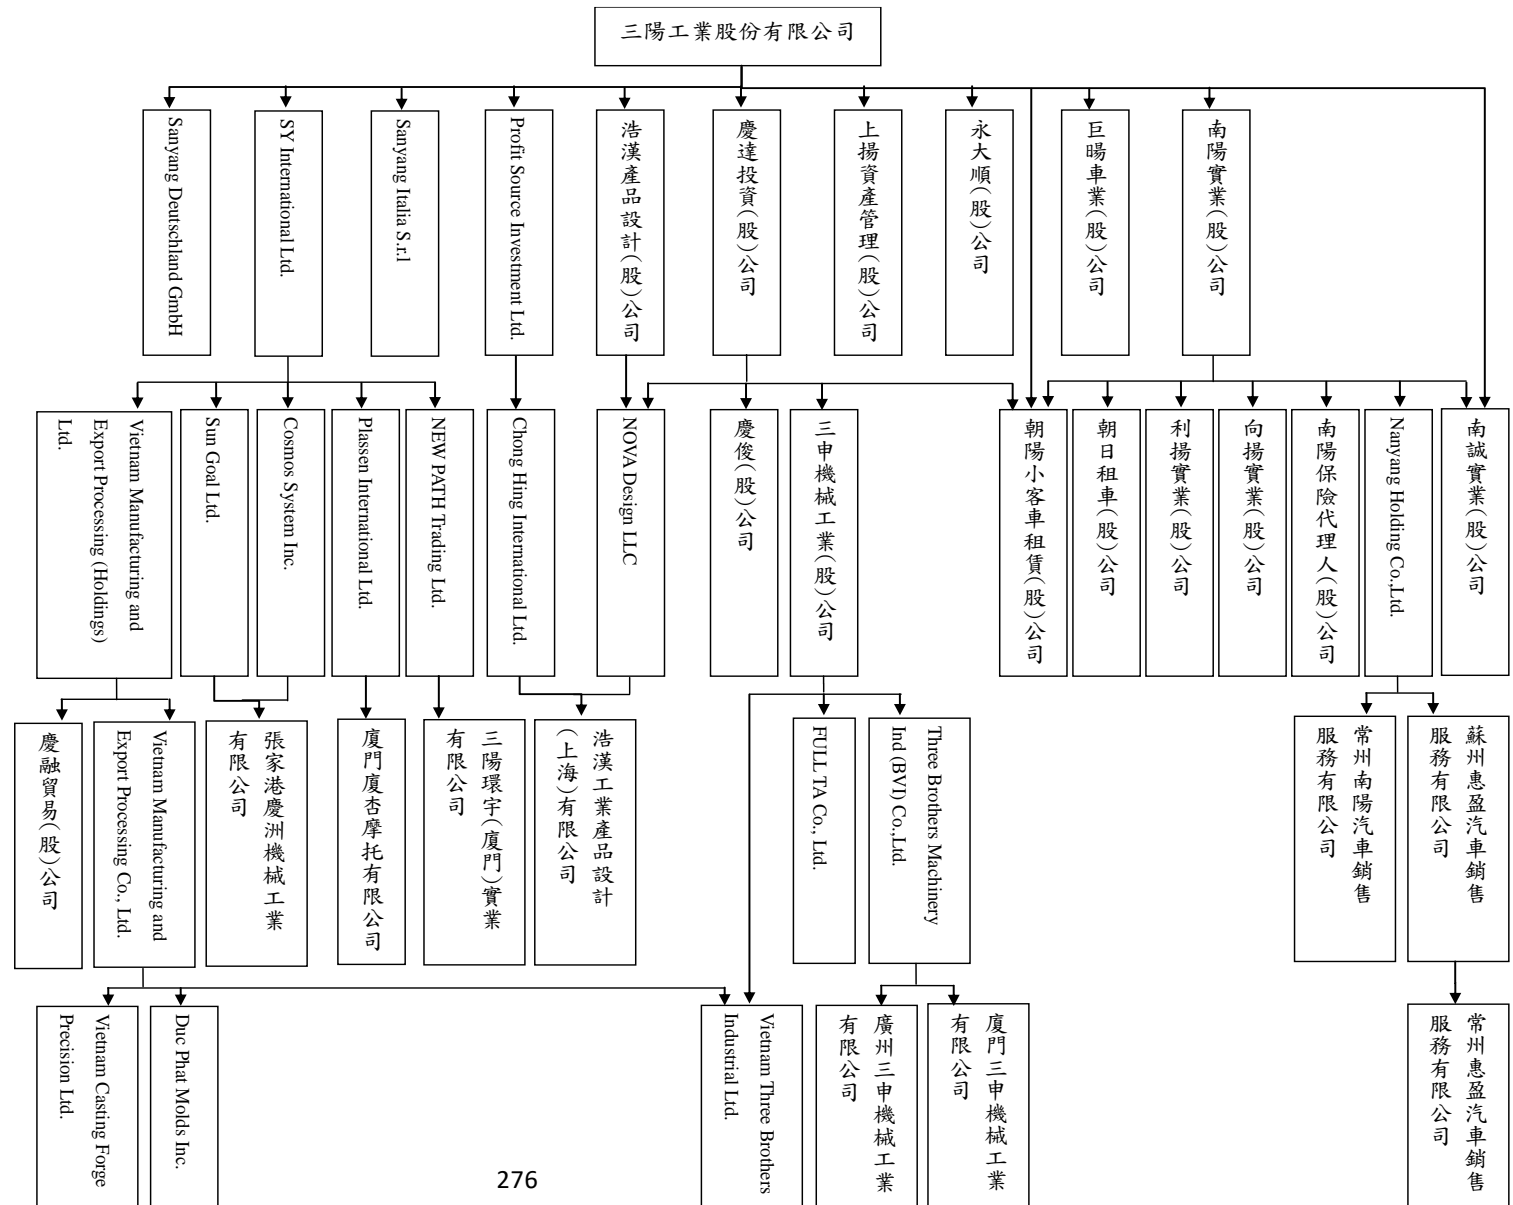 三陽工業股份有限公司
Sanyang Deutschland GmbH
SY International Ltd.
Sanyang Italia S.r.l
Profit Source Investment Ltd.
浩漢產品設計(股)公司
慶達投資(股)公司
上揚資產管理(股)公司
永大順(股)公司
巨暘車業(股)公司
南陽實業(股)公司
Vietnam Manufacturing and
Export Processing (Holdings)
Ltd.
Sun Goal Ltd.
Cosmos System Inc.
Plassen International Ltd.
NEW PATH Trading Ltd.
Chong Hing International Ltd.
NOVA Design LLC
慶俊(股)公司
三申機械工業(股)公司
朝陽小客車租賃(股)公司
朝日租車(股)公司
利揚實業(股)公司
向揚實業(股)公司
南陽保險代理人(股)公司
Nanyang Holding Co.,Ltd.
南誠實業(股)公司
慶融貿易(股)公司
Vietnam Manufacturing and
Export Processing Co., Ltd.
張家港慶洲機械工業
有限公司
廈門廈杏摩托有限公司
三陽環宇(廈門)實業
有限公司
浩漢工業產品設計
(上海)有限公司
FULL TA Co., Ltd.
Three Brothers Machinery
Ind (BVI) Co.,Ltd.
常州南陽汽車銷售
服務有限公司
蘇州惠盈汽車銷售
服務有限公司
Vietnam Casting Forge
Precision Ltd.
Duc Phat Molds Inc.
Vietnam Three Brothers
Industrial Ltd.
廣州三申機械工業
有限公司
廈門三申機械工業
有限公司
常州惠盈汽車銷售
服務有限公司
276